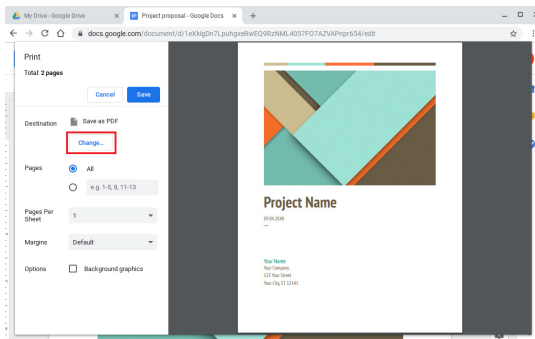 My Drive - Google Drive
Project proposal - Google Docs
docs.google.com/document/d/1eXklgDn7LpuhgxeRwEQ9RzNML4057FO7AZVAPnpr654/edit
Print
Total: 2 pages
Cancel
Save
Destination
Save as PDF
Change...
Pages
All
e.g. 1-5, 8, 11-13
Pages Per
Sheet
1
Margins
Default
Options
Background graphics
Project Name
09.04.20XX
Your Name
Your Company
123 Your Street
Your City, ST 12345